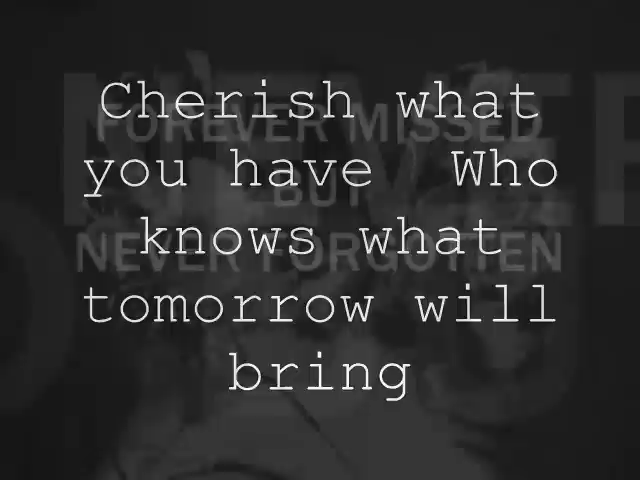 Cherish what
you have  Who
knows what
tomorrow will
bring
FOREVER MISSED
BUT
NEVER FORGOTTEN